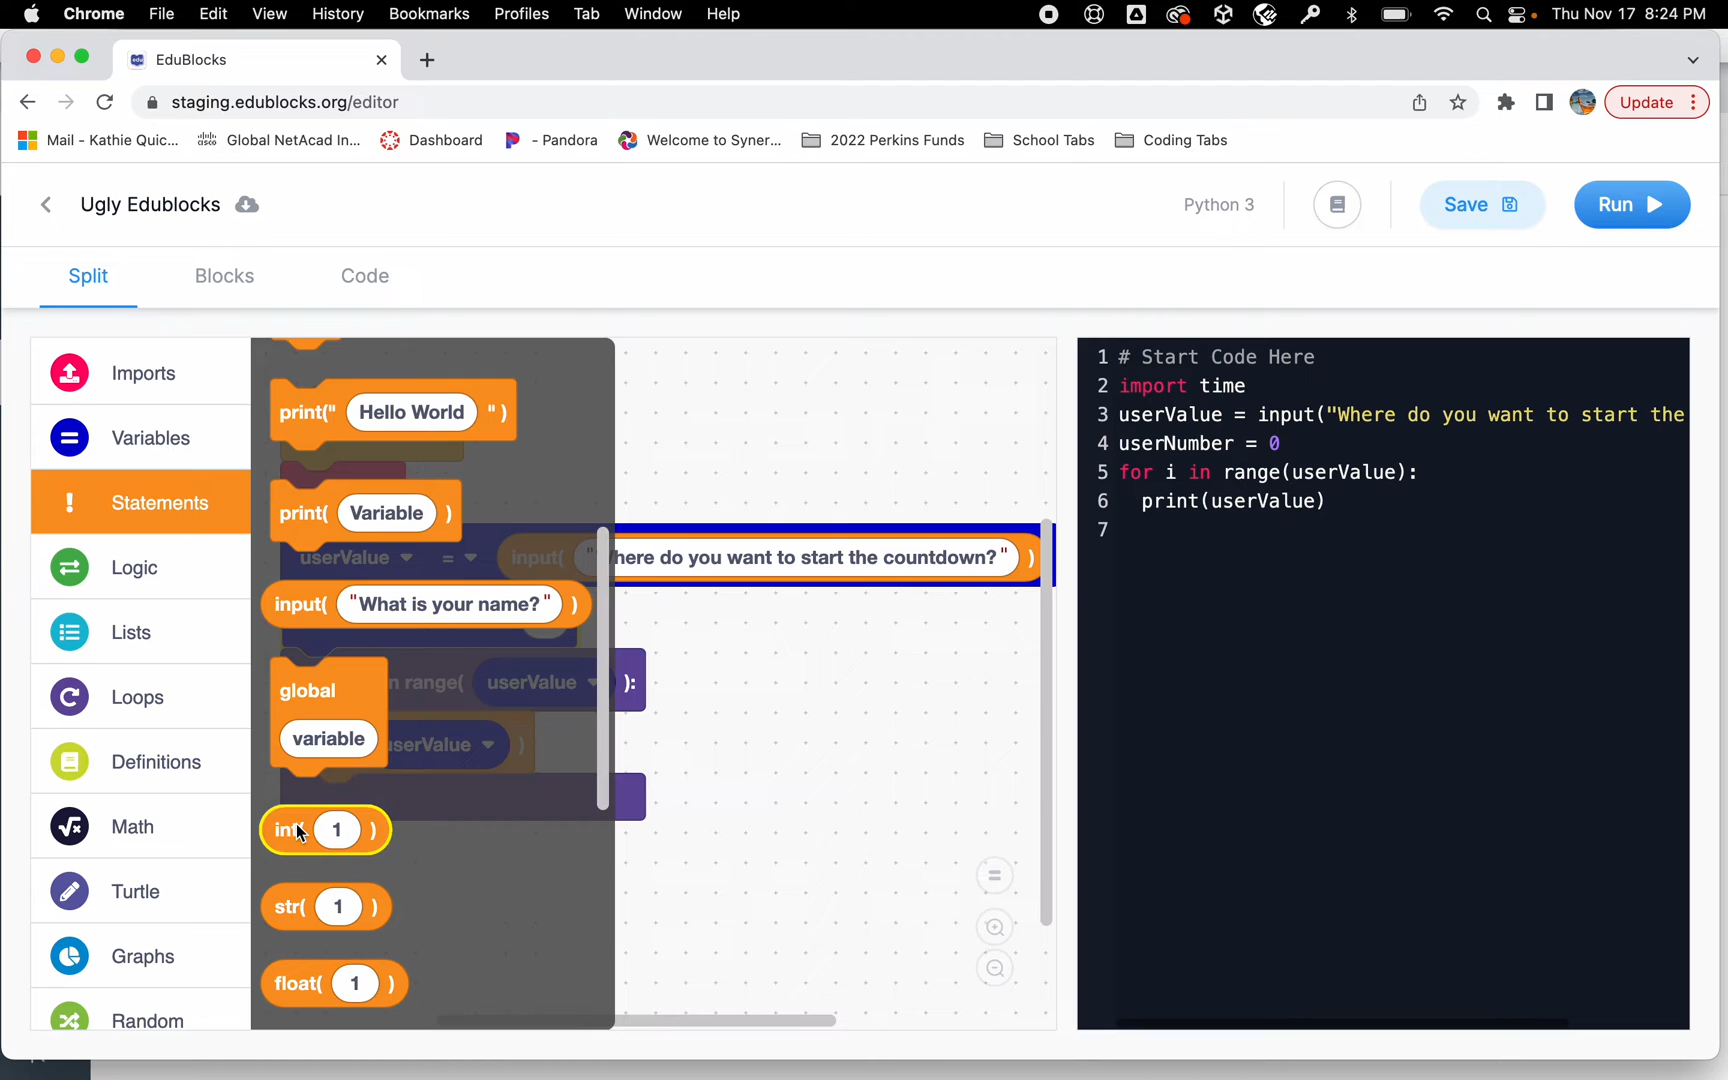 Chrome File Edit View History Bookmarks Profiles Tab Window Help Thu Nov 17 8:24 PM
EduBlocks
staging.edublocks.org/editor Update
Mail - Kathie Quic... Global NetAcad In... Dashboard - Pandora Welcome to Syner... 2022 Perkins Funds School Tabs Coding Tabs
Ugly Edublocks Python 3 Save Run
Split Blocks Code
Imports
Variables
Statements
Logic
Lists
Loops
Definitions
Math
Turtle
Graphs
Random
print(" Hello World ")
print( Variable )
userValue = input( "Where do you want to start the countdown?" )
input( "What is your name?" )
global
variable
n range( userValue ):
userValue )
int( 1 )
str( 1 )
float( 1 )
1 # Start Code Here
2 import time
3 userValue = input("Where do you want to start the
4 userNumber = 0
5 for i in range(userValue):
6 print(userValue)
7